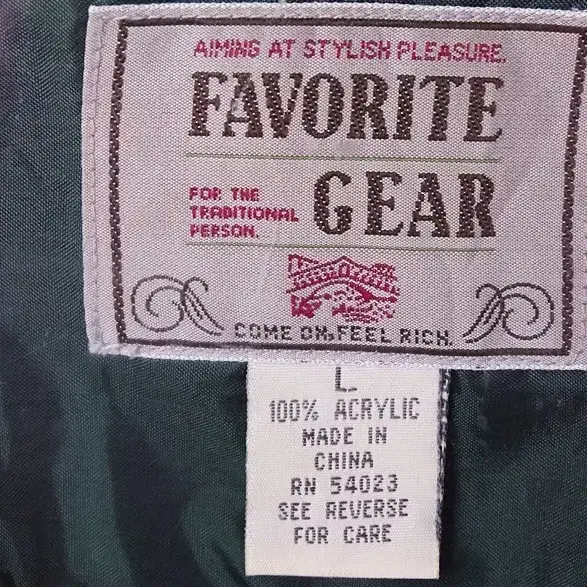 AIMING AT STYLISH PLEASURE.
FAVORITE
FOR THE
TRADITIONAL
PERSON.
GEAR
COME ON, FEEL RICH.
L
100% ACRYLIC
MADE IN
CHINA
RN 54023
SEE REVERSE
FOR CARE